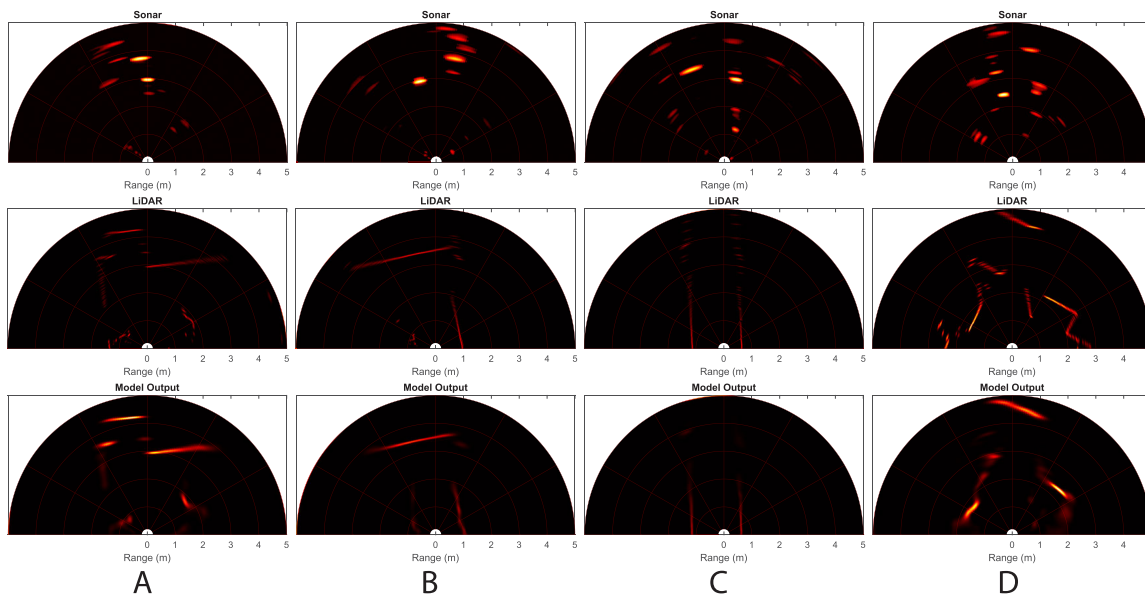 Sonar Sonar Sonar Sonar
0 1 2 3 4 5 0 1 2 3 4 5 0 1 2 3 4 5 0 1 2 3 4
Range (m) Range (m) Range (m) Range (m)
LiDAR LiDAR LiDAR LiDAR
0 1 2 3 4 5 0 1 2 3 4 5 0 1 2 3 4 5 0 1 2 3 4
Range (m) Range (m) Range (m) Range (m)
Model Output Model Output Model Output Model Output
0 1 2 3 4 5 0 1 2 3 4 5 0 1 2 3 4 5 0 1 2 3 4
Range (m) Range (m) Range (m) Range (m)
A B C D